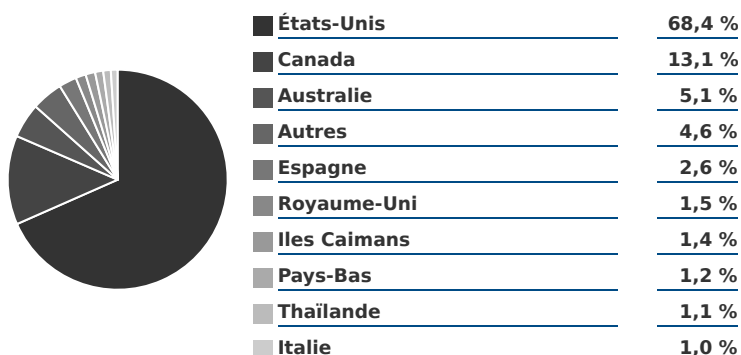 États-Unis 68,4 %
Canada 13,1 %
Australie 5,1 %
Autres 4,6 %
Espagne 2,6 %
Royaume-Uni 1,5 %
Iles Caimans 1,4 %
Pays-Bas 1,2 %
Thaïlande 1,1 %
Italie 1,0 %